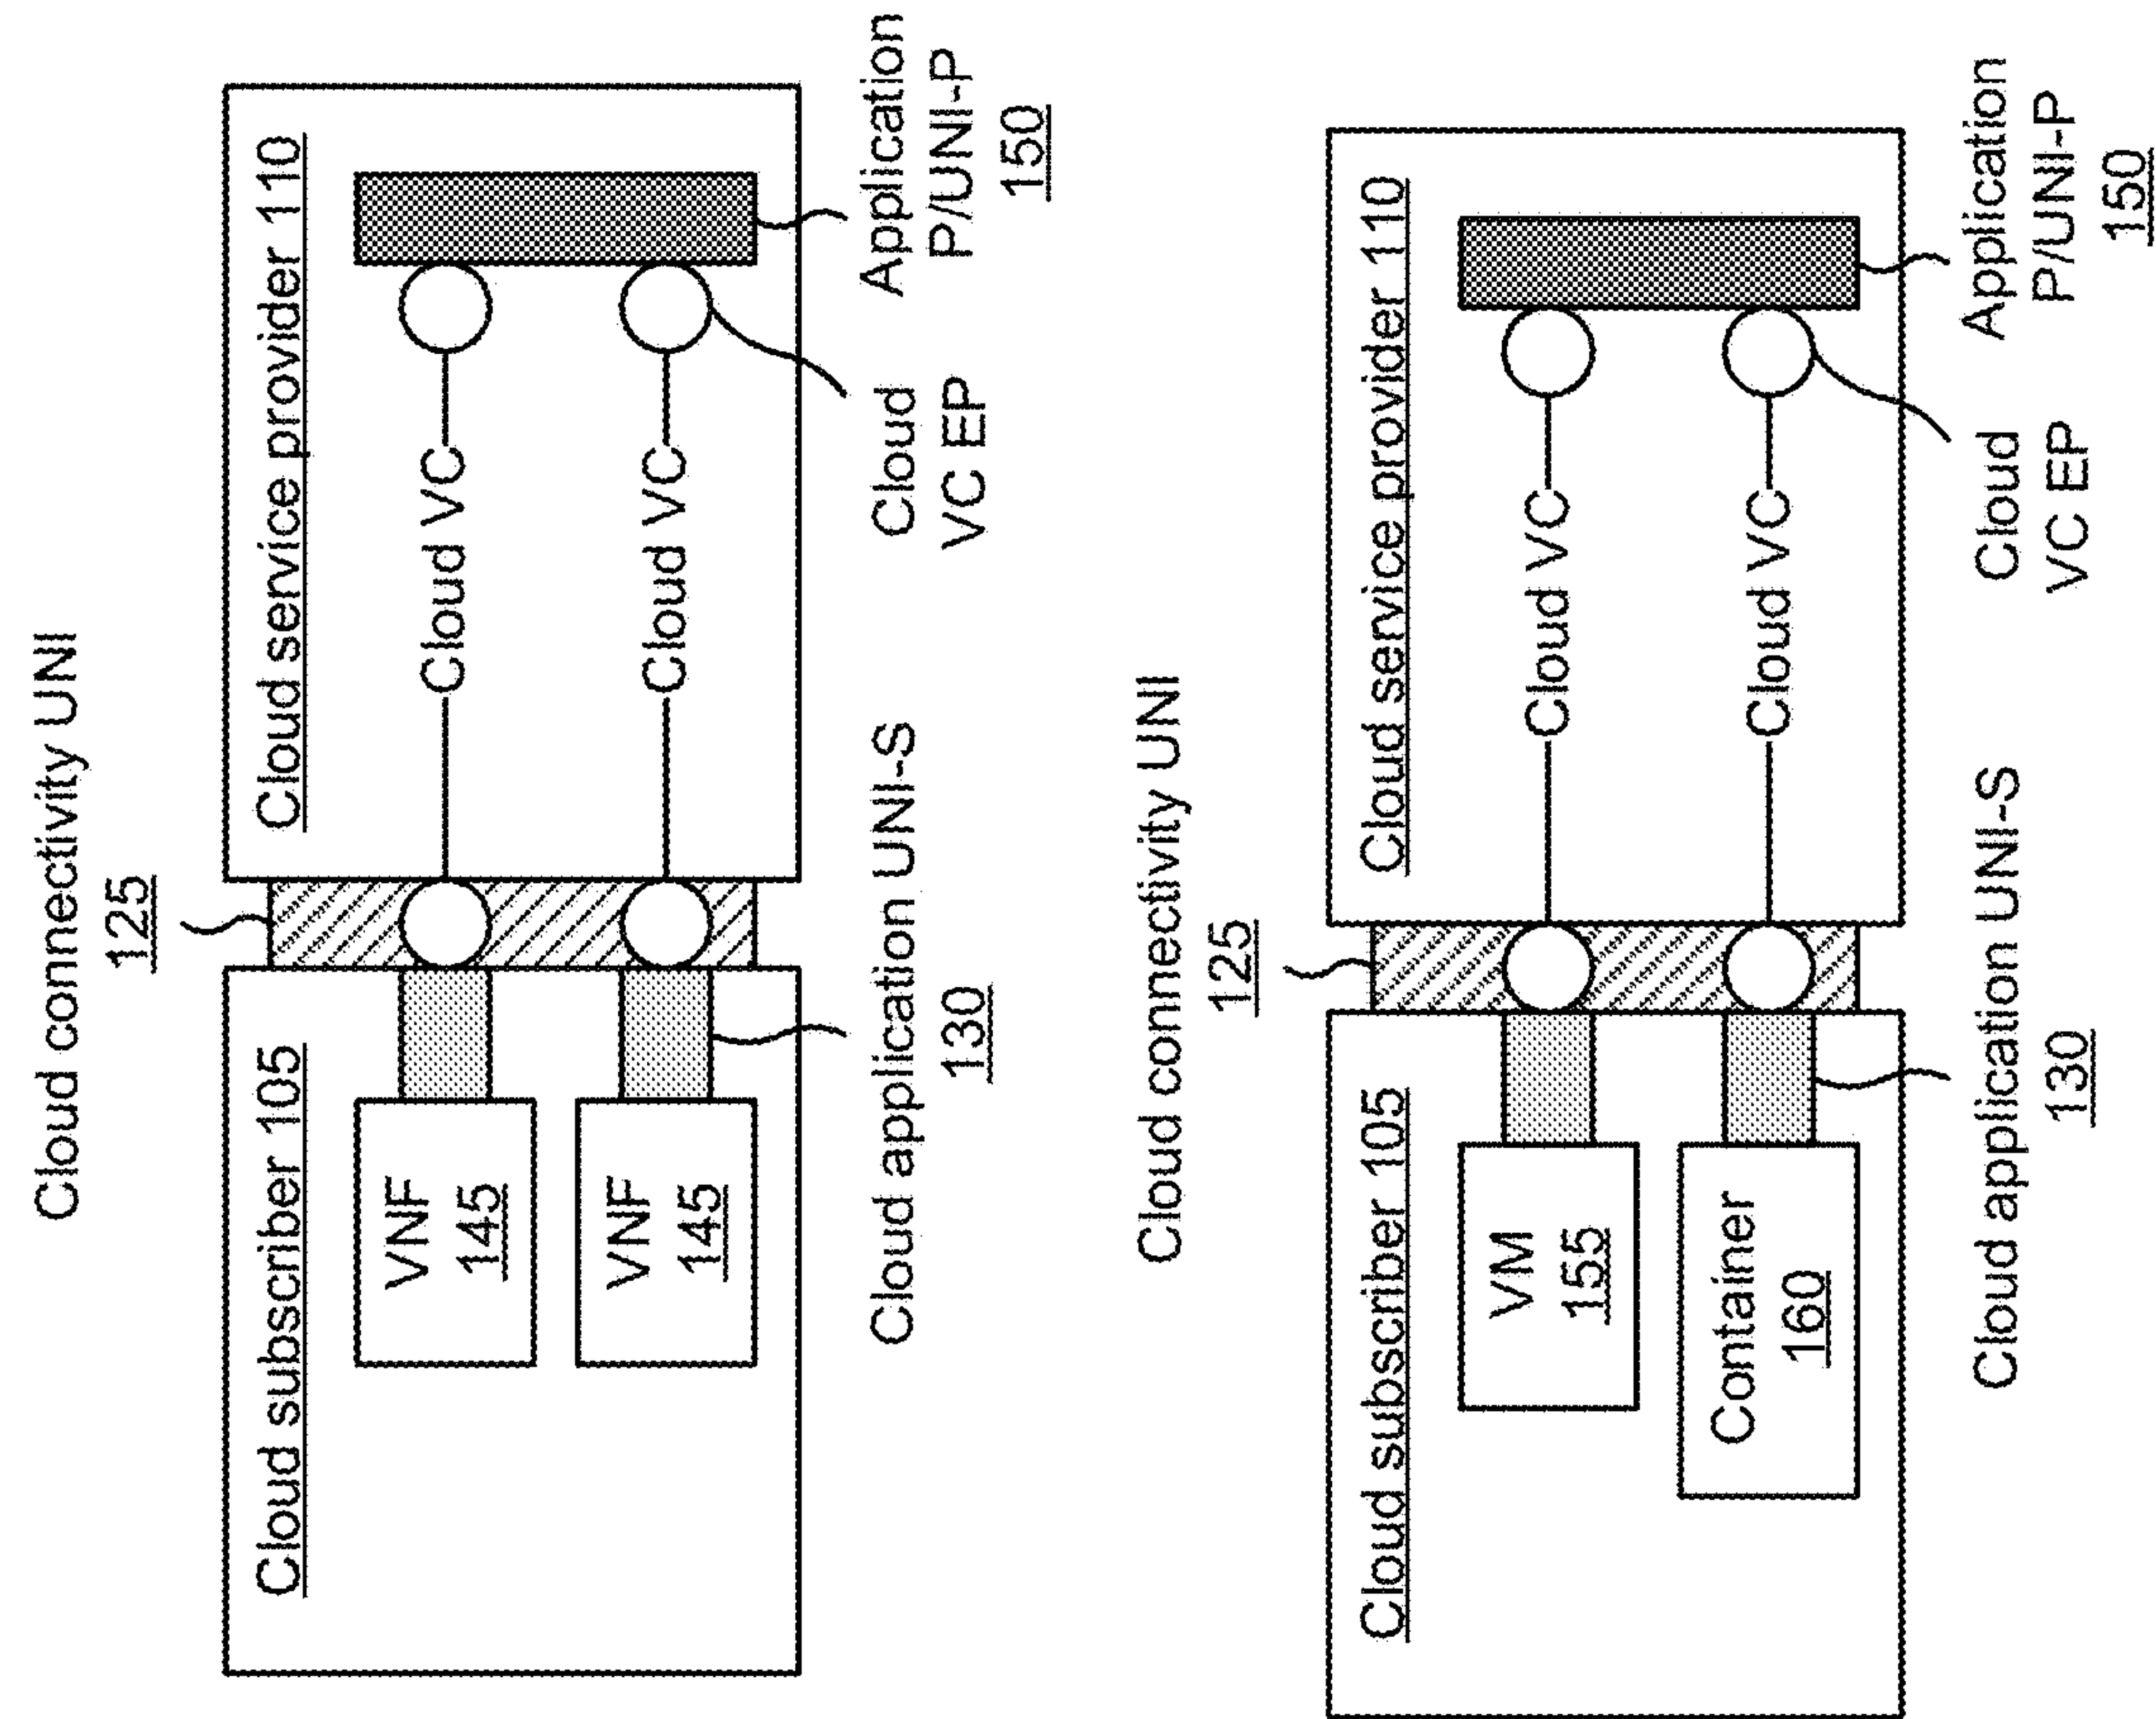 Cloud connectivity UNI
125
Cloud subscriber 105
VNF
145
VNF
145
Cloud application UNI-S
130
Cloud service provider 110
Cloud VC
Cloud VC
Cloud
VC EP
Application
P/UNI-P
150
Cloud connectivity UNI
125
Cloud subscriber 105
VM
155
Container
160
Cloud application UNI-S
130
Cloud service provider 110
Cloud VC
Cloud VC
Cloud
VC EP
Application
P/UNI-P
150